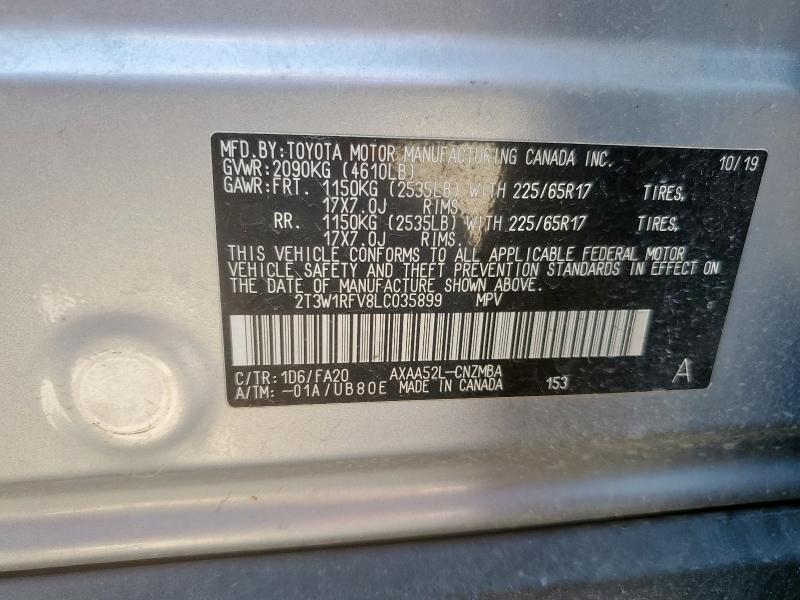 MFD.BY:TOYOTA MOTOR MANUFACTURING CANADA INC. 10/19
GVWR:2090KG (4610LB)
GAWR:FRT. 1150KG (2535LB) WITH 225/65R17 TIRES,
17X7.0J RIMS.
RR. 1150KG (2535LB) WITH 225/65R17 TIRES,
17X7.0J RIMS.
THIS VEHICLE CONFORMS TO ALL APPLICABLE FEDERAL MOTOR
VEHICLE SAFETY AND THEFT PREVENTION STANDARDS IN EFFECT ON
THE DATE OF MANUFACTURE SHOWN ABOVE.
2T3W1RFV8LC035899 MPV
C/TR:1D6/FA20 AXAA52L-CNZMBA
A/TM:-01A/UB80E MADE IN CANADA 153 A